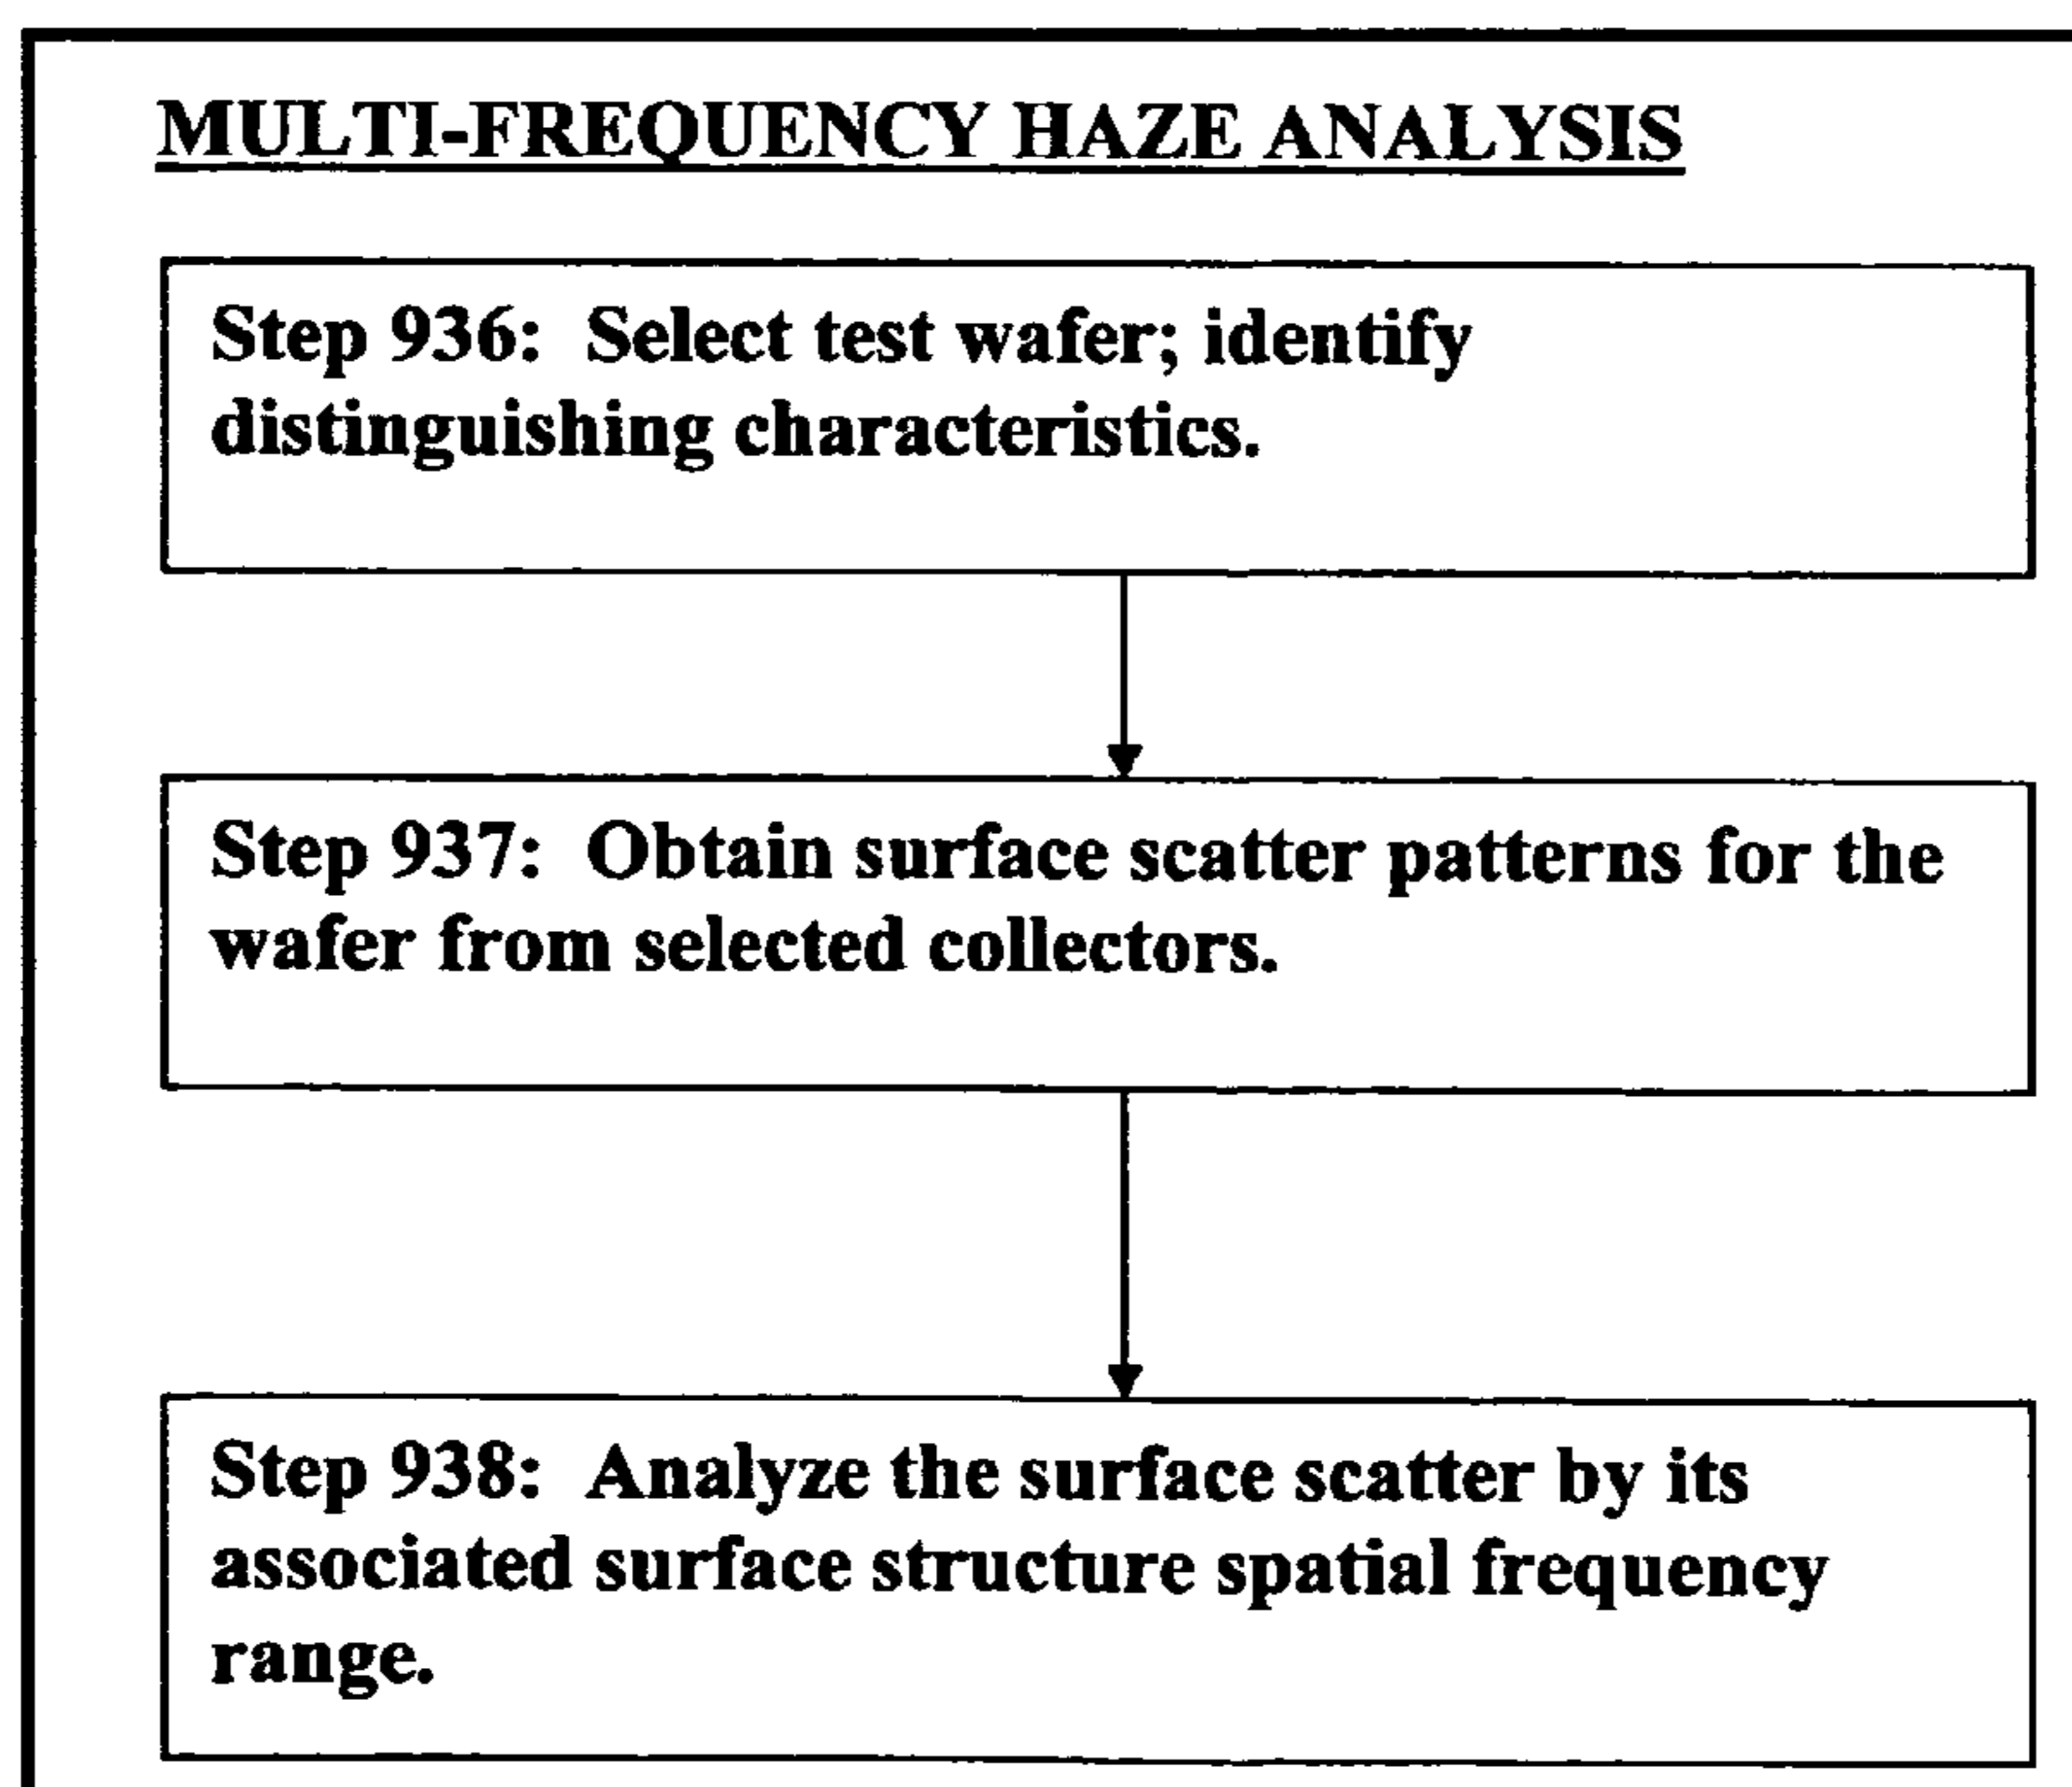 MULTI-FREQUENCY HAZE ANALYSIS
Step 936: Select test wafer; identify
distinguishing characteristics.
Step 937: Obtain surface scatter patterns for the
wafer from selected collectors.
Step 938: Analyze the surface scatter by its
associated surface structure spatial frequency
range.